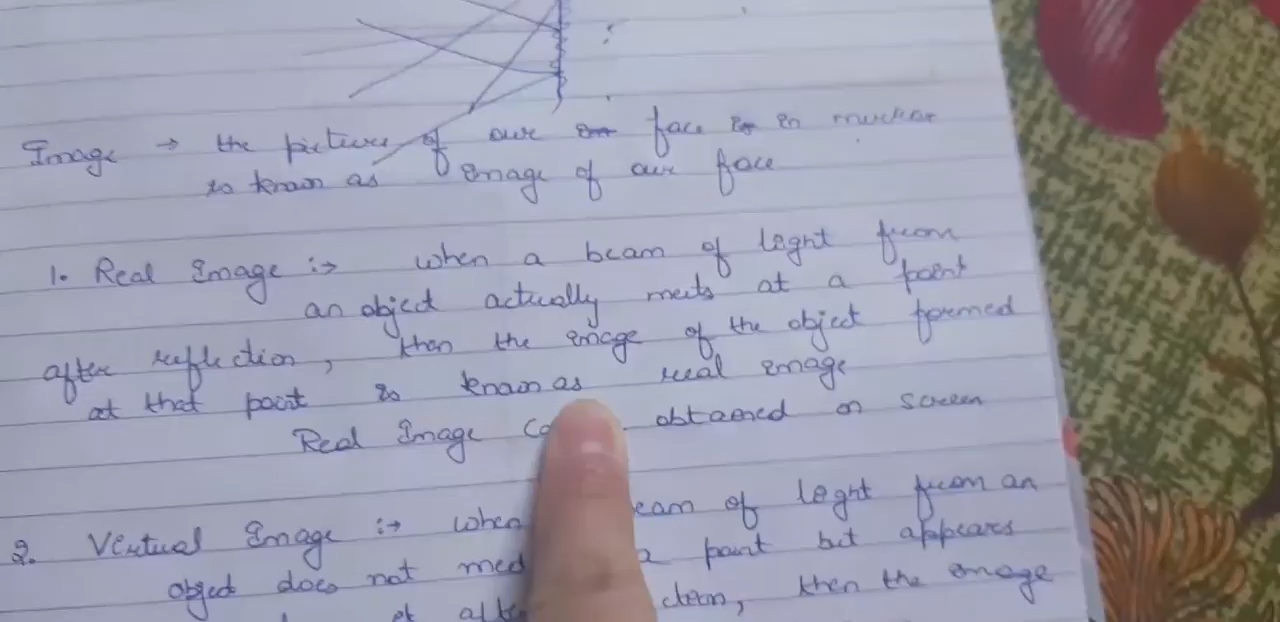 Image → the picture of our face in mirror
is known as Image of our face
1. Real Image :→ when a beam of light from
an object actually meets at a point
after reflection, then the image of the object formed
at that point is known as real image
Real Image obtained on screen
2. Virtual Image :→ when beam of light from an
object does not a point but appears
then the image